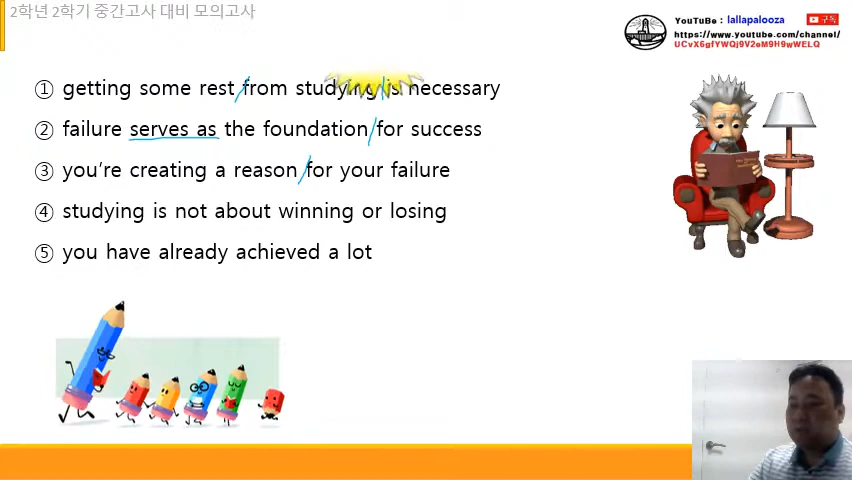 2학년 2학기 중간고사 대비 모의고사
YouTuBe : lallapalooza 구독
https://www.youtube.com/channel/
UCvX6gfYWQj9V2eM9H9wWELQ
① getting some rest from studying is necessary
② failure serves as the foundation for success
③ you're creating a reason for your failure
④ studying is not about winning or losing
⑤ you have already achieved a lot